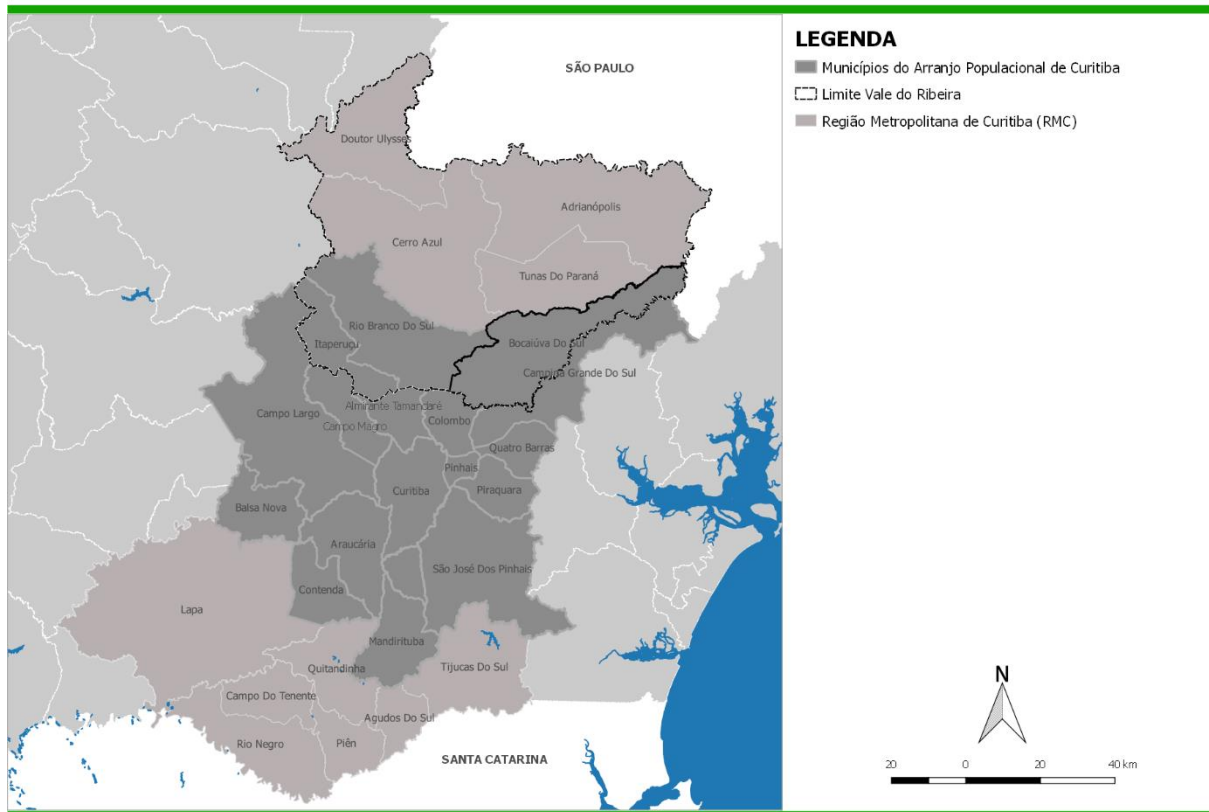 LEGENDA
Municípios do Arranjo Populacional de Curitiba
Limite Vale do Ribeira
Região Metropolitana de Curitiba (RMC)
SÃO PAULO
Doutor Ulysses
Adrianópolis
Cerro Azul
Tunas Do Paraná
Rio Branco Do Sul
Itaperuçu
Bocaiúva Do Sul
Campina Grande Do Sul
Almirante Tamandaré
Campo Largo
Colombo
Campo Magro
Quatro Barras
Pinhais
Curitiba
Piraquara
Balsa Nova
Araucária
São José Dos Pinhais
Contenda
Lapa
Mandirituba
Quitandinha
Tijucas Do Sul
Campo Do Tenente
Agudos Do Sul
Rio Negro
Piên
SANTA CATARINA
N
20 0 20 40 km